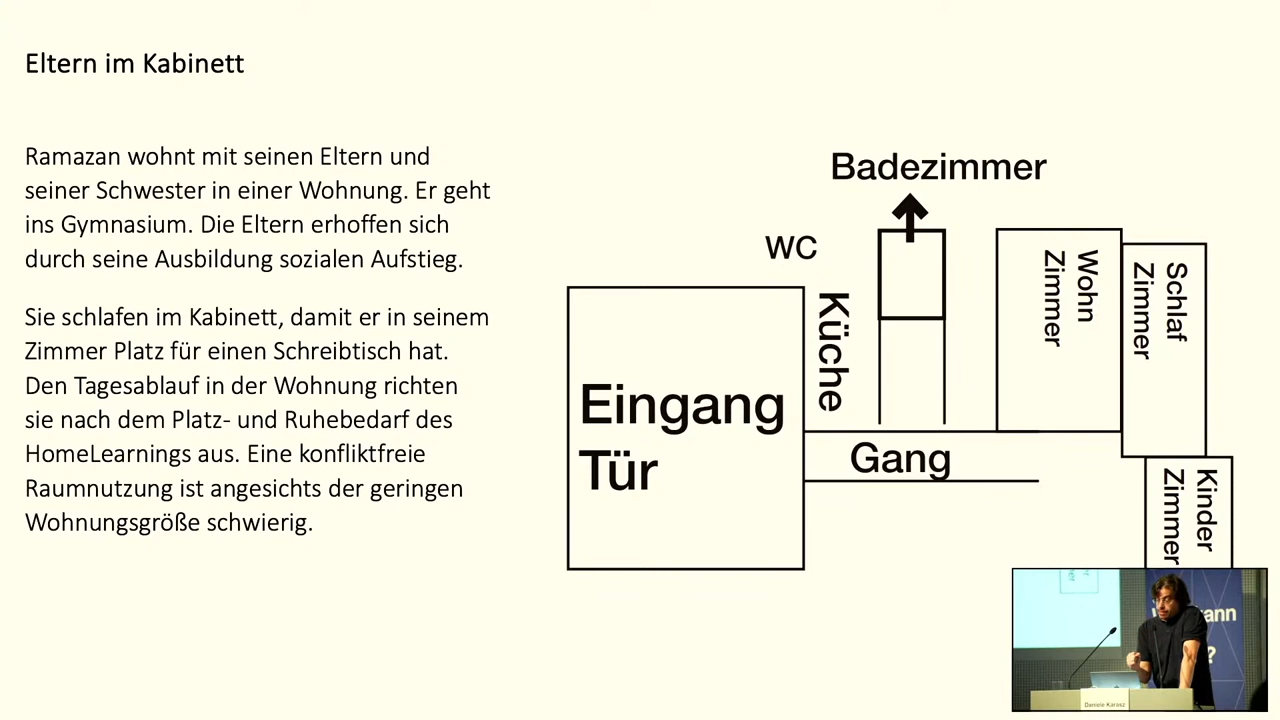 Eltern im Kabinett
Ramazan wohnt mit seinen Eltern und
seiner Schwester in einer Wohnung. Er geht
ins Gymnasium. Die Eltern erhoffen sich
durch seine Ausbildung sozialen Aufstieg.
Sie schlafen im Kabinett, damit er in seinem
Zimmer Platz für einen Schreibtisch hat.
Den Tagesablauf in der Wohnung richten
sie nach dem Platz- und Ruhebedarf des
HomeLearnings aus. Eine konfliktfreie
Raumnutzung ist angesichts der geringen
Wohnungsgröße schwierig.
Badezimmer
WC
Küche
Eingang
Tür
Gang
Wohn
Zimmer
Schlaf
Zimmer
Kinder
Zimmer
?
Daniele Karasz